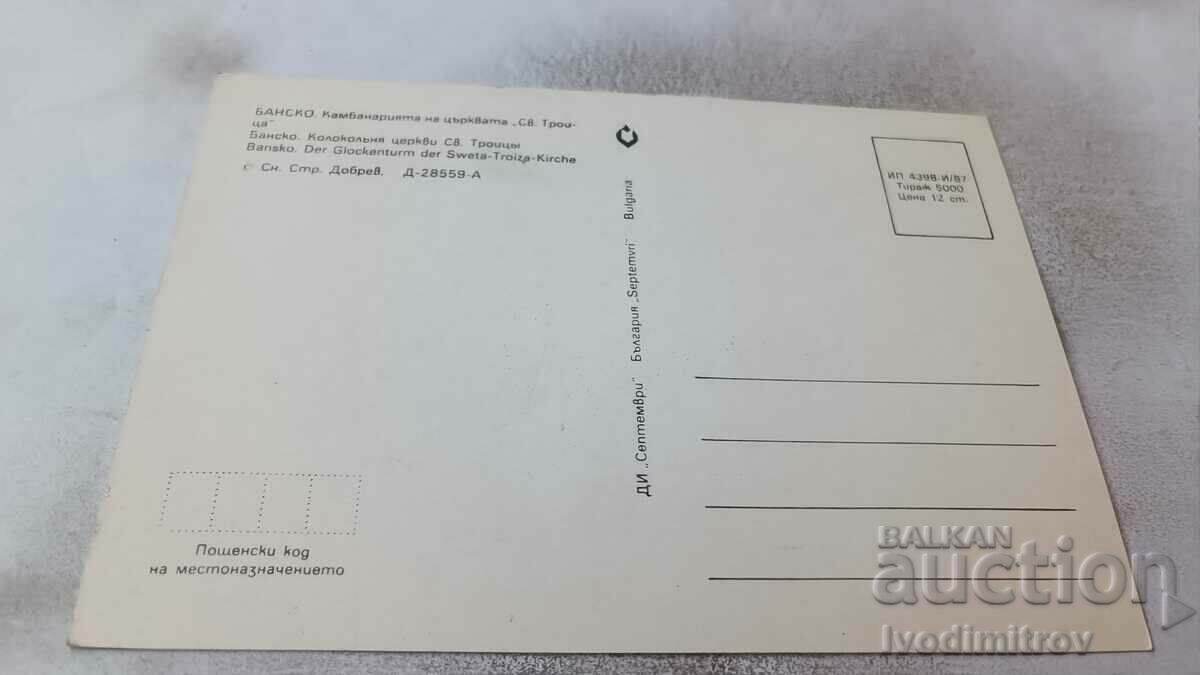 БАНСКО. Камбанарията на църквата „Св. Трои-
ца"
Банско. Колокольня церкви Св. Троицы
Bansko. Der Glockenturm der Sweta-Troiza-Kirche
© Сн. Стр. Добрев, Д-28559-А
ДИ „Септември" България „Septemvri" Bulgaria
ИП 4398-И/87
Тираж 5000
Цена 12 ст.
Пощенски код
на местоназначението
BALKAN
auction
Ivodimitrov